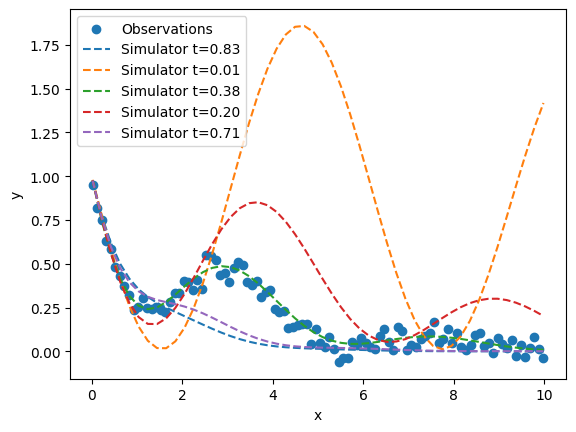 Observations
Simulator t=0.83
Simulator t=0.01
Simulator t=0.38
Simulator t=0.20
Simulator t=0.71
1.75
1.50
1.25
1.00
0.75
0.50
0.25
0.00
y
0 2 4 6 8 10
x